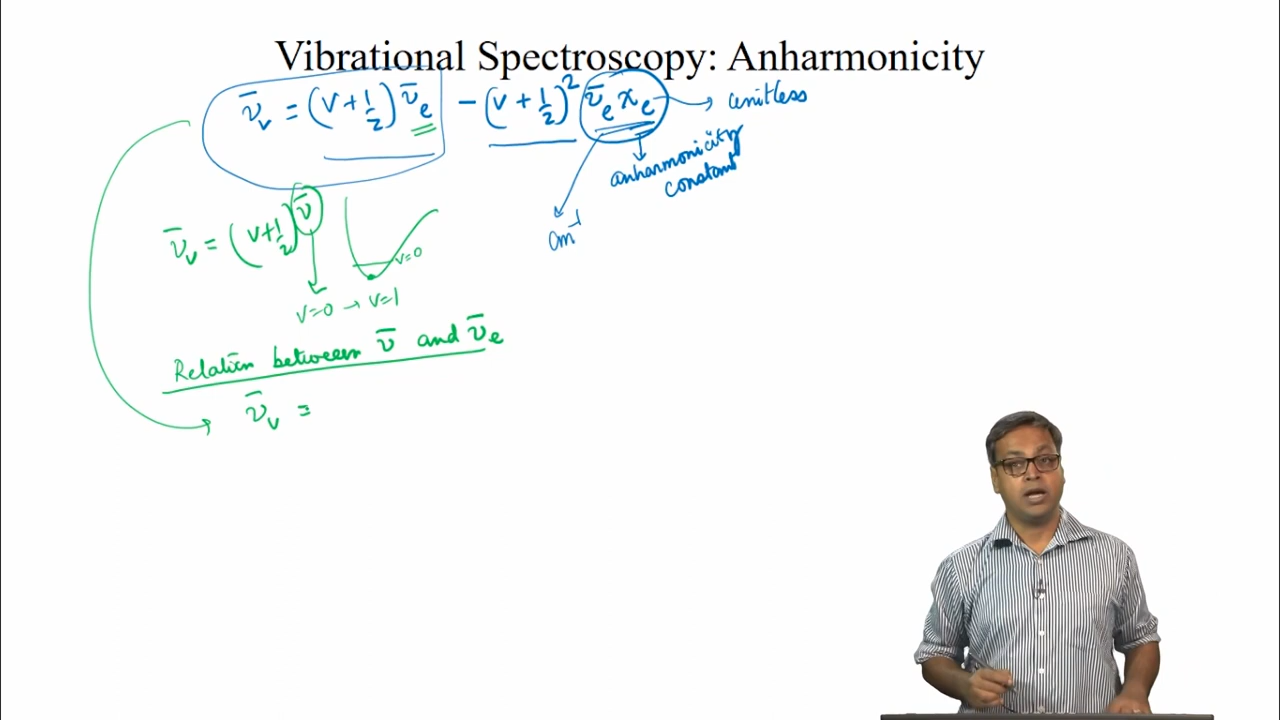 Vibrational Spectroscopy: Anharmonicity
ν̄ᵥ = (v + 1/2) ν̄ₑ − (v + 1/2)² ν̄ₑ xₑ → unitless
anharmonicity
constant
cm⁻¹
ν̄ᵥ = (v + 1/2) ν̄
v=0
v=0 → v=1
Relation between ν̄ and ν̄ₑ
ν̄ᵥ =